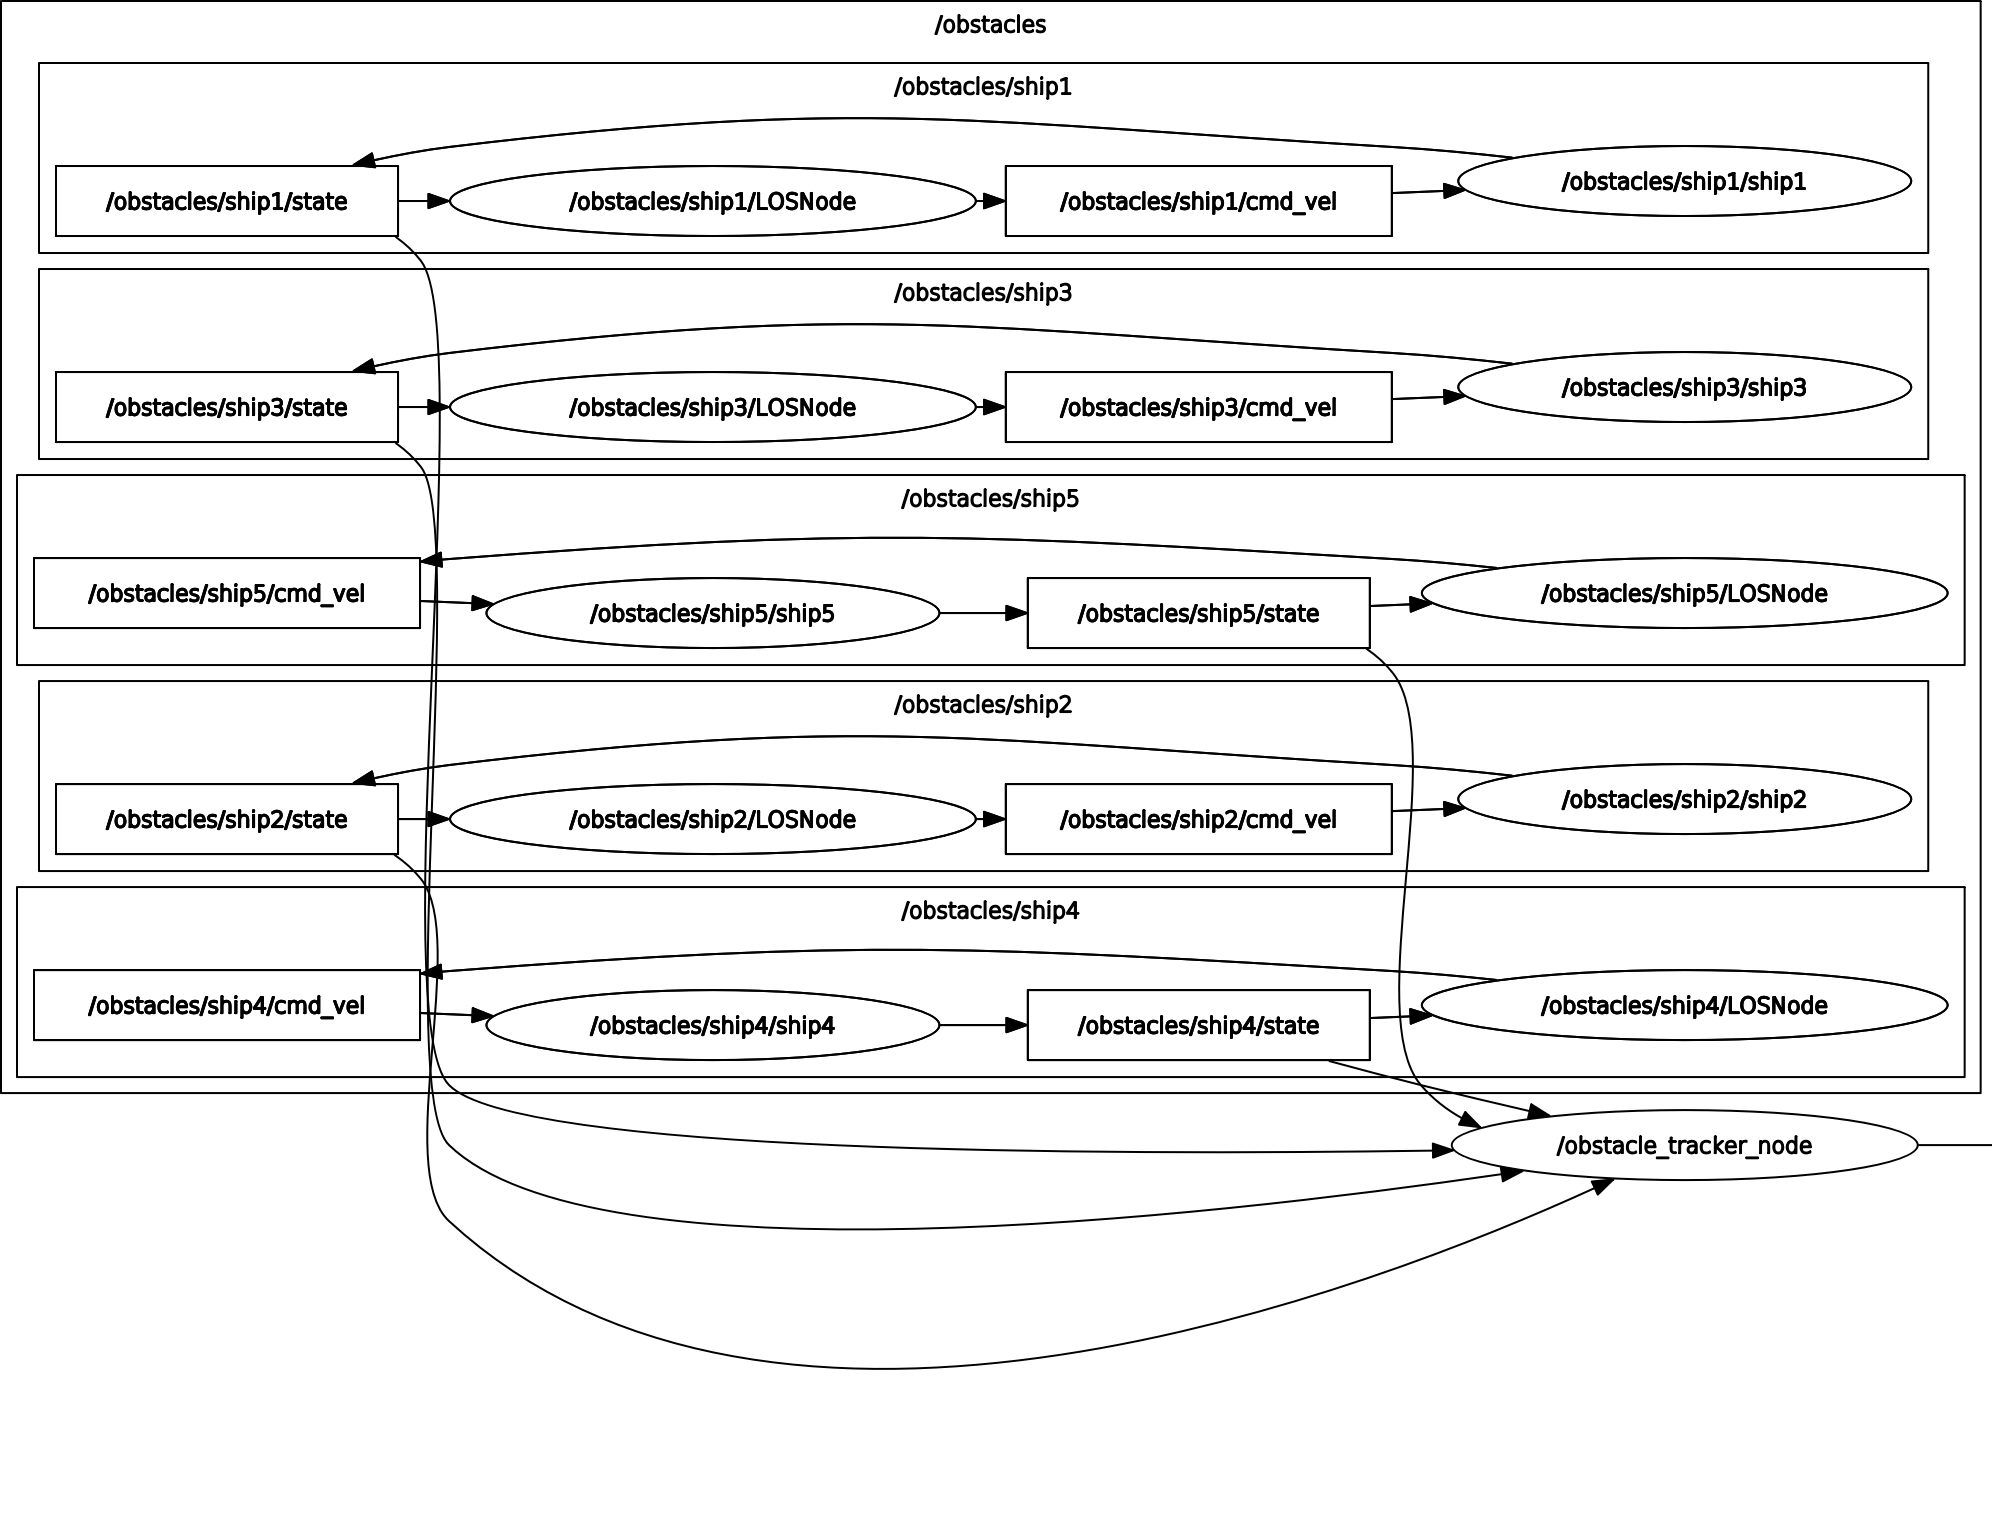 /obstacles
/obstacles/ship1
/obstacles/ship1/state
/obstacles/ship1/LOSNode
/obstacles/ship1/cmd_vel
/obstacles/ship1/ship1
/obstacles/ship3
/obstacles/ship3/state
/obstacles/ship3/LOSNode
/obstacles/ship3/cmd_vel
/obstacles/ship3/ship3
/obstacles/ship5
/obstacles/ship5/cmd_vel
/obstacles/ship5/ship5
/obstacles/ship5/state
/obstacles/ship5/LOSNode
/obstacles/ship2
/obstacles/ship2/state
/obstacles/ship2/LOSNode
/obstacles/ship2/cmd_vel
/obstacles/ship2/ship2
/obstacles/ship4
/obstacles/ship4/cmd_vel
/obstacles/ship4/ship4
/obstacles/ship4/state
/obstacles/ship4/LOSNode
/obstacle_tracker_node